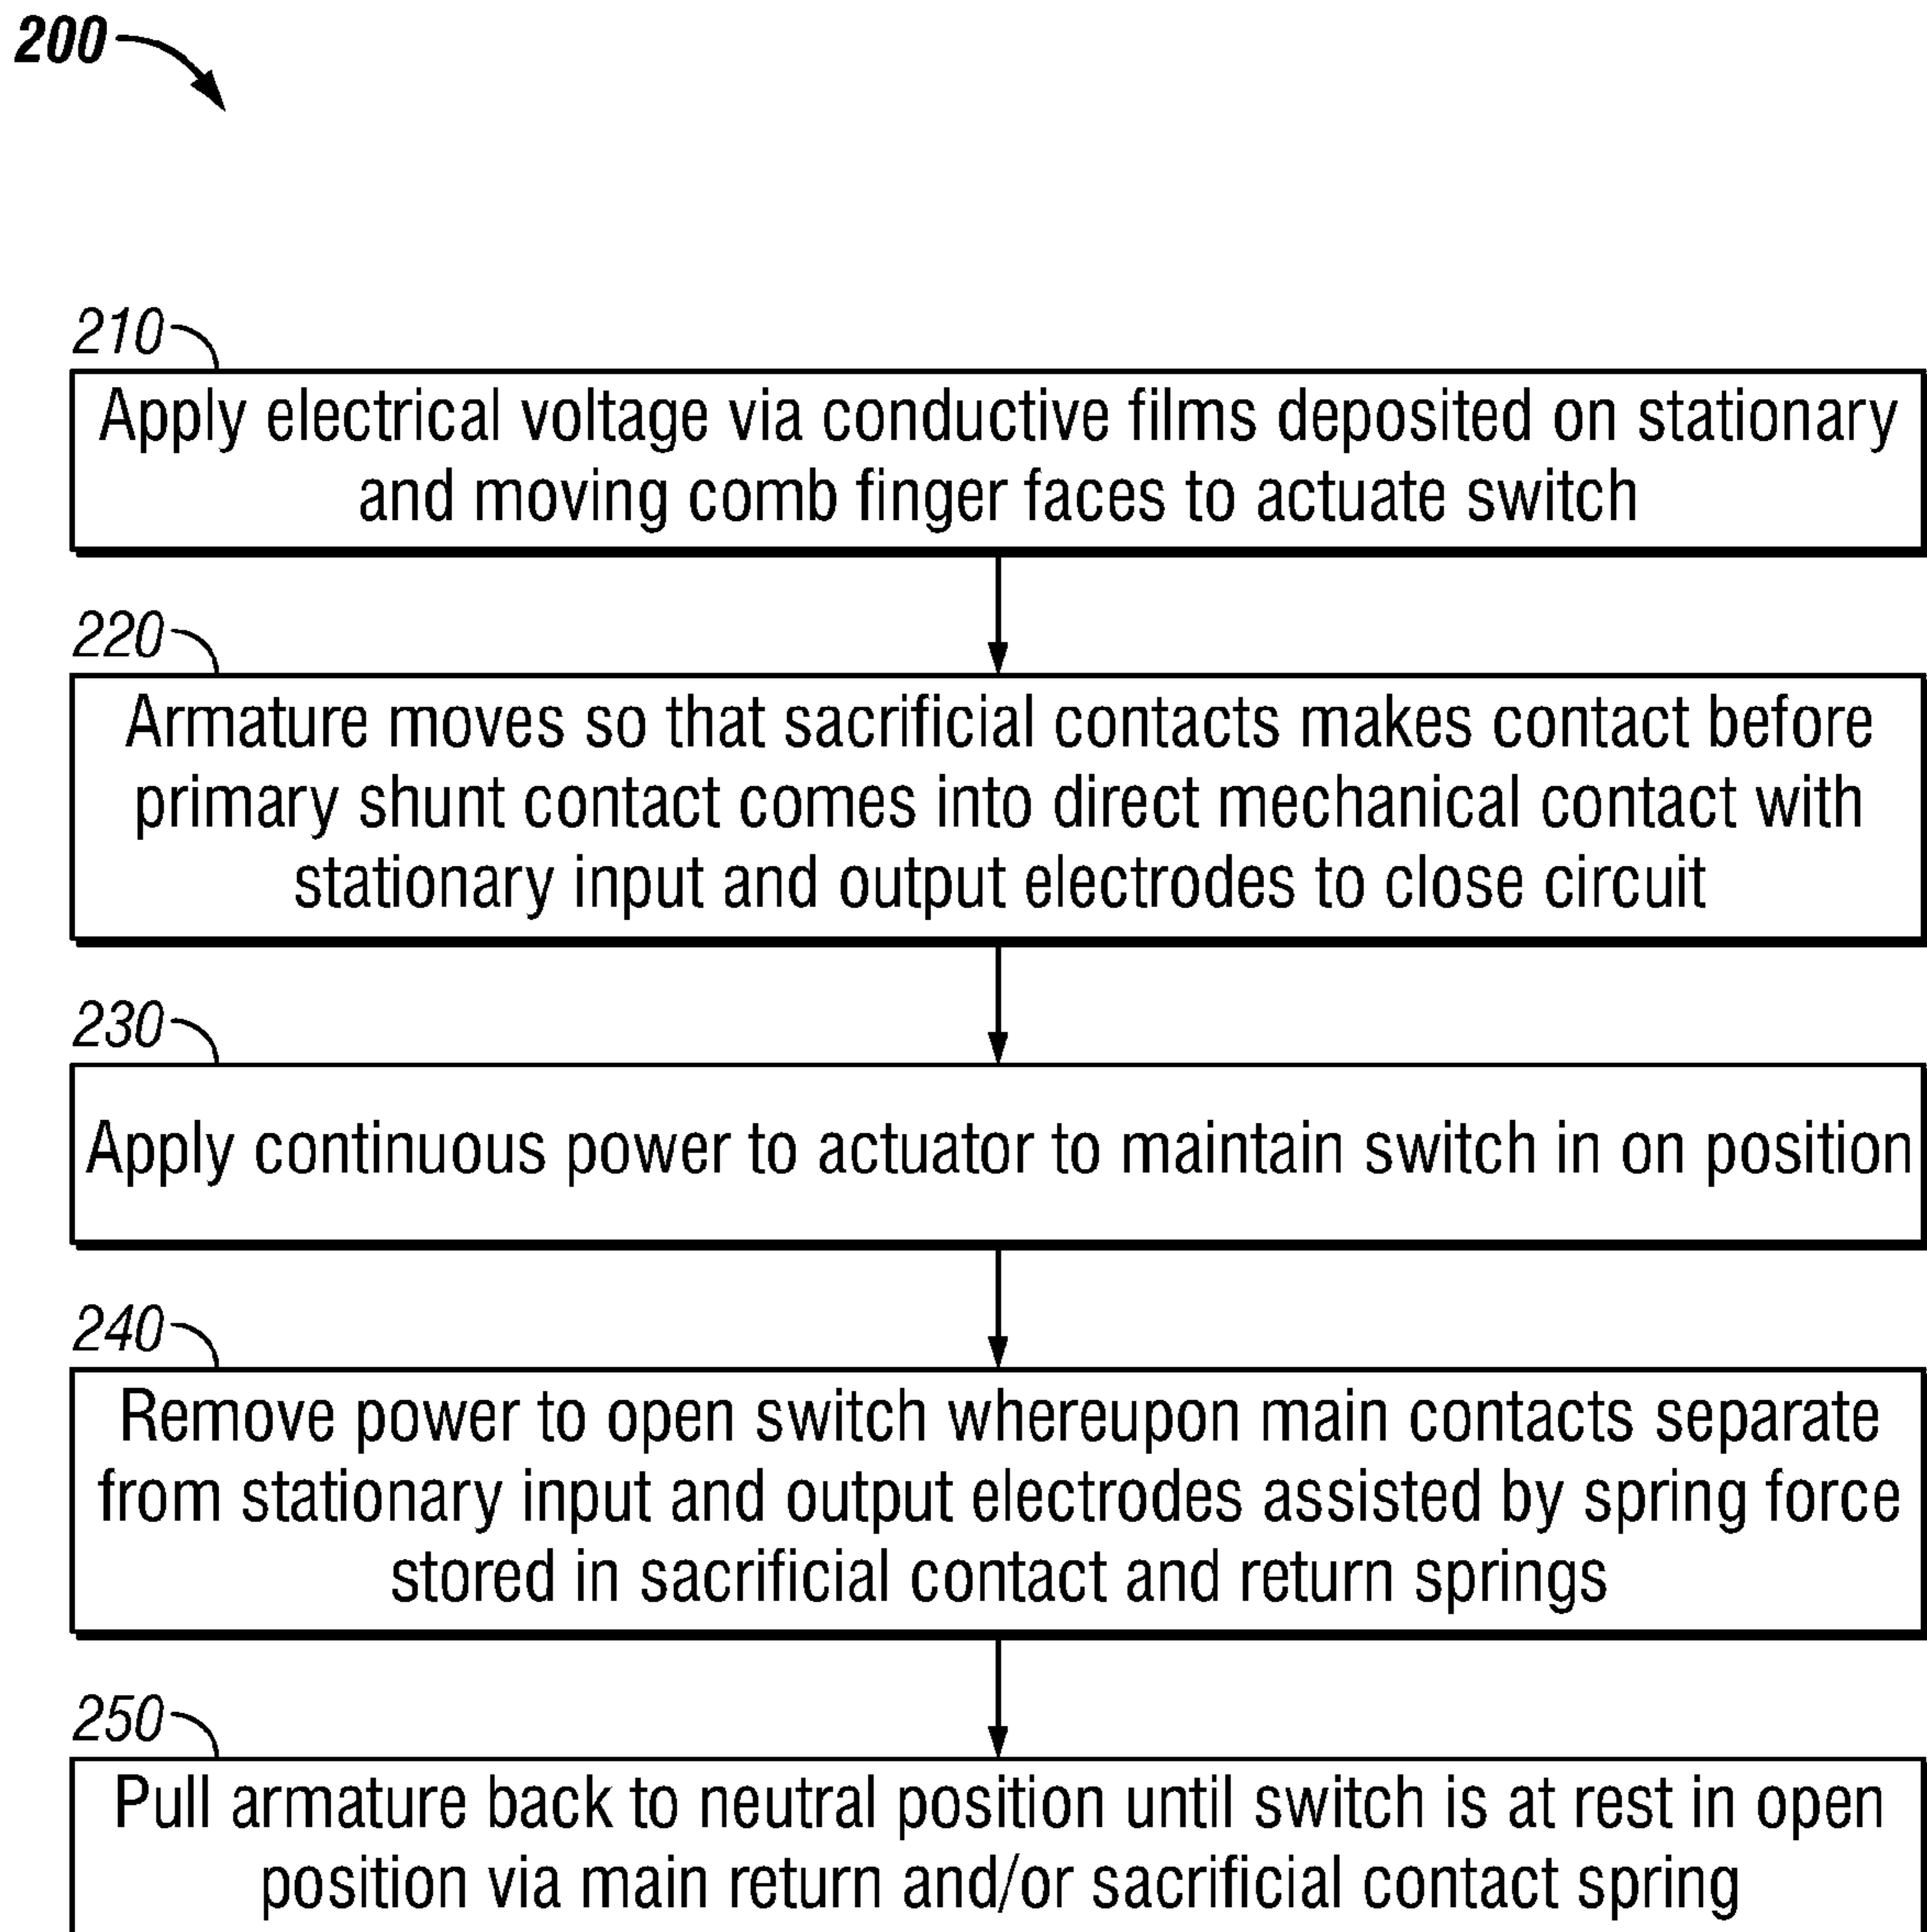 200
210
Apply electrical voltage via conductive films deposited on stationary
and moving comb finger faces to actuate switch
220
Armature moves so that sacrificial contacts makes contact before
primary shunt contact comes into direct mechanical contact with
stationary input and output electrodes to close circuit
230
Apply continuous power to actuator to maintain switch in on position
240
Remove power to open switch whereupon main contacts separate
from stationary input and output electrodes assisted by spring force
stored in sacrificial contact and return springs
250
Pull armature back to neutral position until switch is at rest in open
position via main return and/or sacrificial contact spring